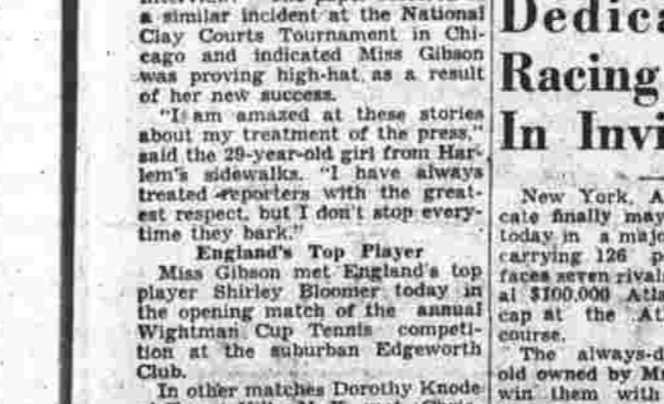 a similar incident at the National
Clay Courts Tournament in Chi-
cago and indicated Miss Gibson
was proving high-hat as a result
of her new success.
"I am amazed at these stories
about my treatment of the press,"
said the 29-year-old girl from Har-
lem's sidewalks. "I have always
treated reporters with the great-
est respect, but I don't stop every-
time they bark."
England's Top Player
Miss Gibson met England's top
player Shirley Bloomer today in
the opening match of the annual
Wightman Cup Tennis competi-
tion at the suburban Edgeworth
Club.
In other matches Dorothy Knode
Dedica
Racing
In Invi
New York, A
cate finally may
today in a majo
carrying 126 p
faces seven rival
al $100,000 Atl
cap at the At
course.
The always-d
old owned by Mr
win them with